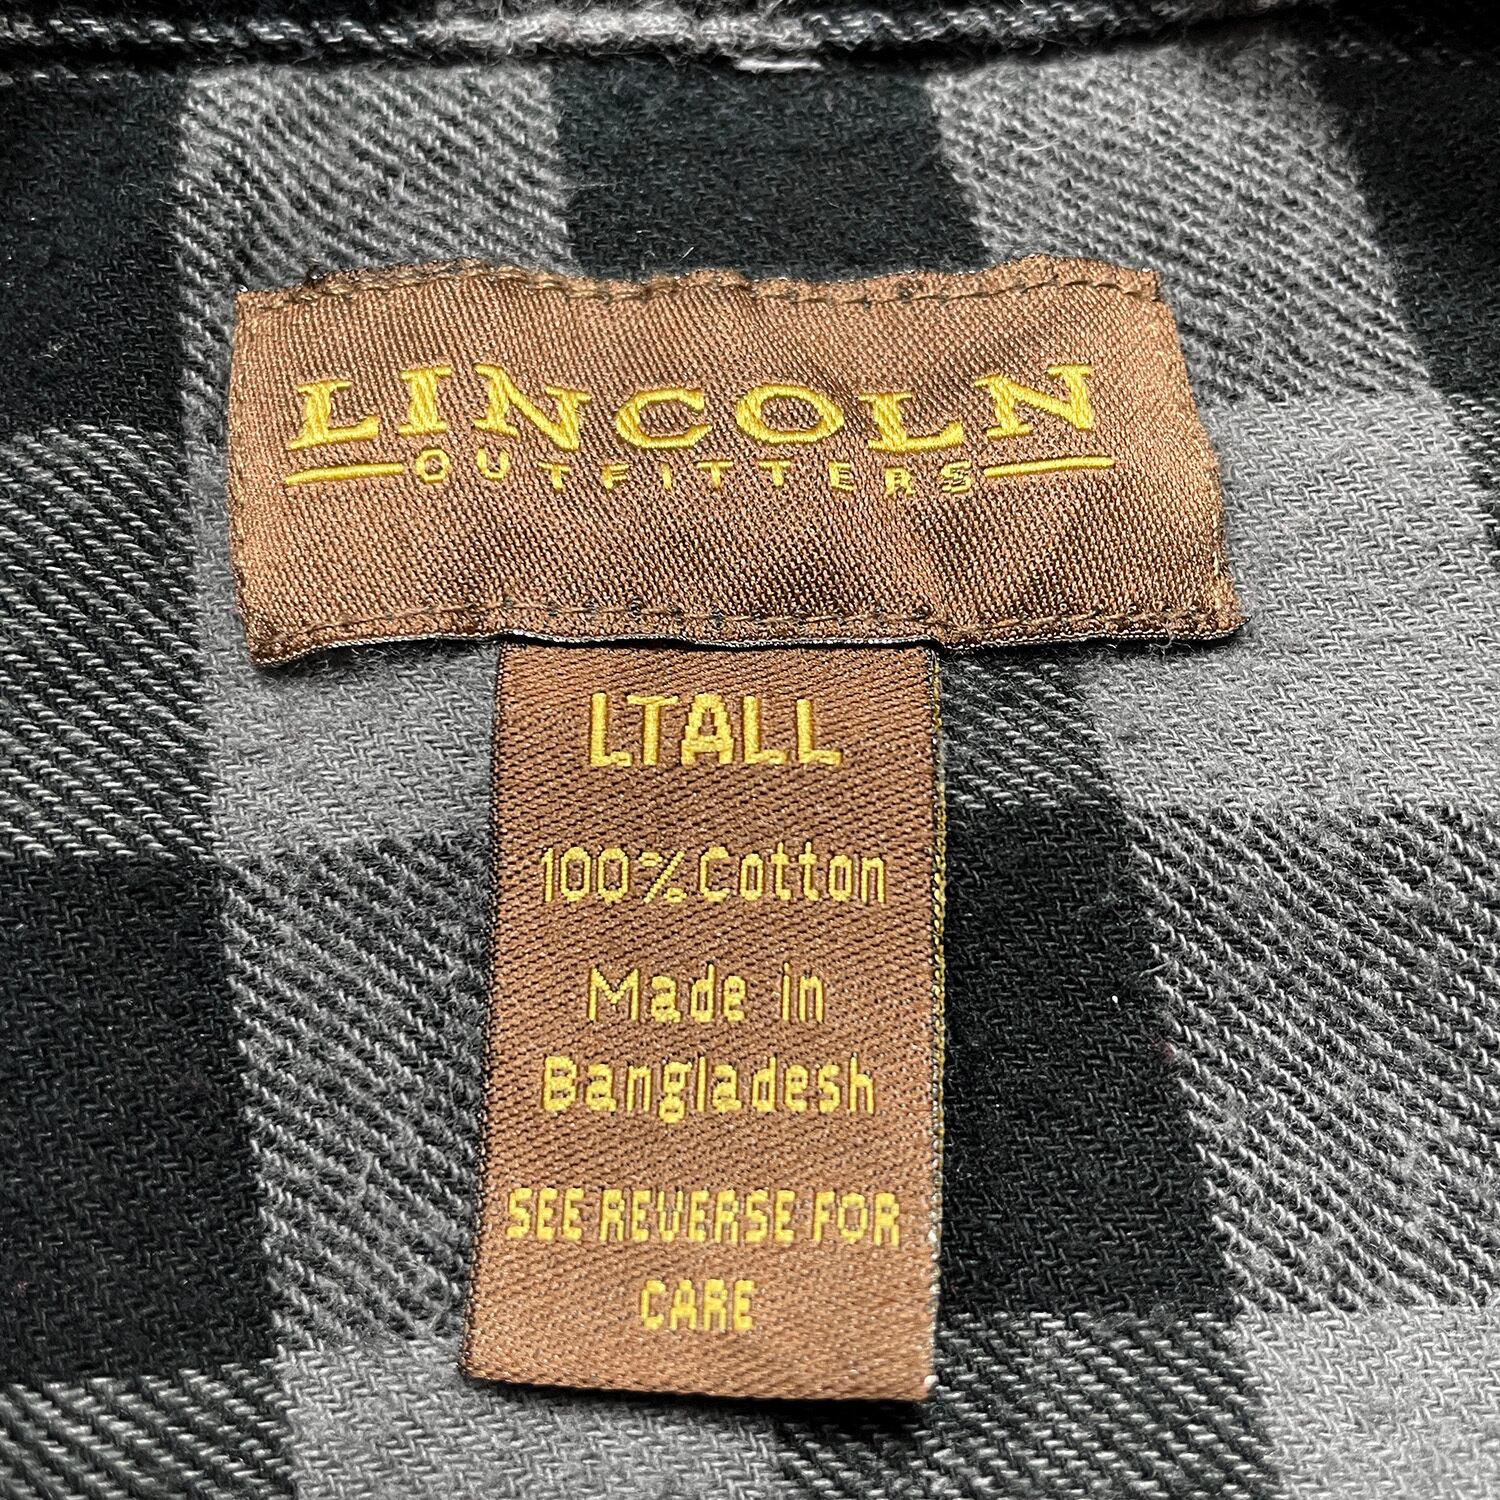 LINCOLN
OUTFITTERS
LTALL
100% Cotton
Made in
Bangladesh
SEE REVERSE FOR
CARE